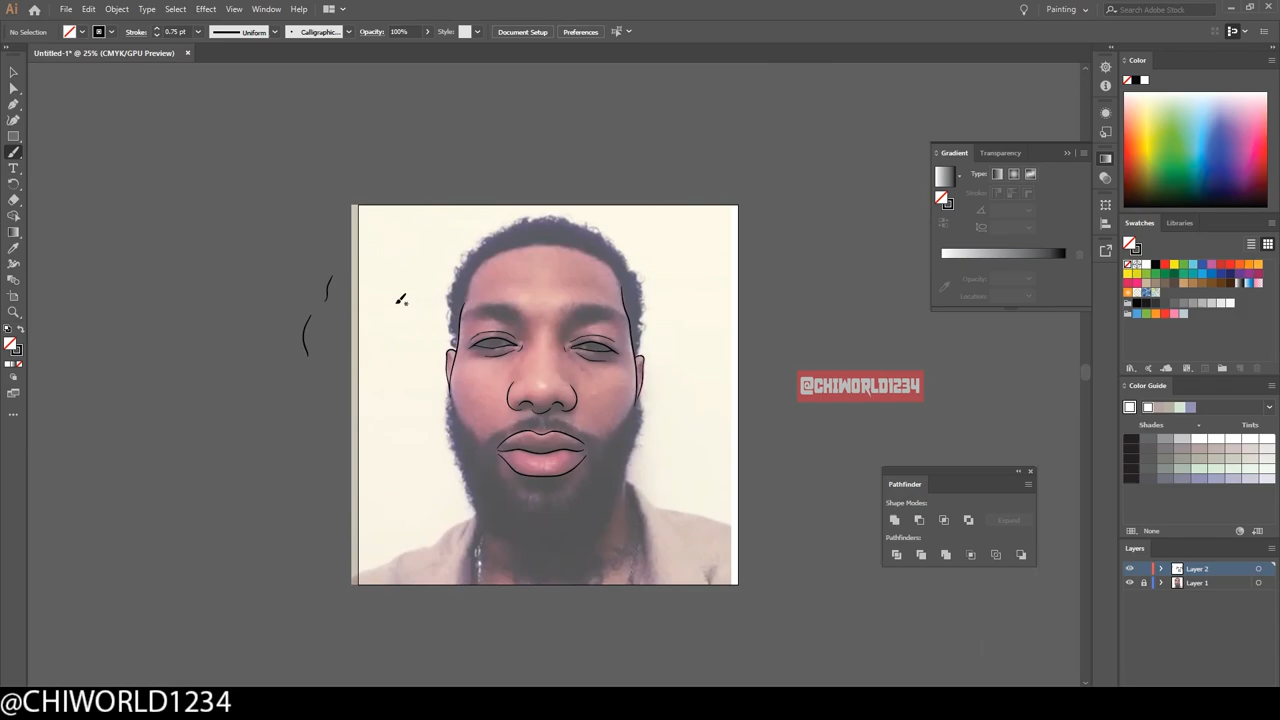 Ai File Edit Object Type Select Effect View Window Help Painting Search Adobe Stock
No Selection Stroke: 0.75 pt Uniform Calligraphic... Opacity: 100% Style: Document Setup Preferences
Untitled-1* @ 25% (CMYK/GPU Preview)
Color
Gradient Transparency
Type:
Stroke:
Opacity:
Location:
Swatches Libraries
@CHIWORLD1234
Color Guide
Shades Tints
None
Pathfinder
Shape Modes:
Expand
Pathfinders:
Layers
Layer 2
Layer 1
@CHIWORLD1234